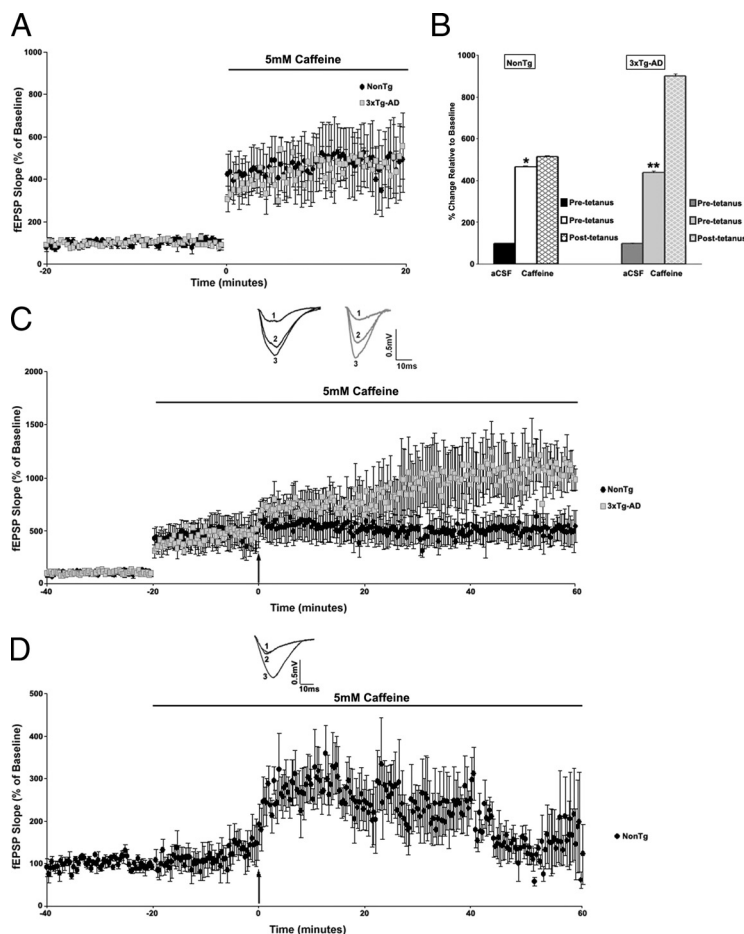 A
5mM Caffeine
NonTg
3xTg-AD
fEPSP Slope (% of Baseline)
1000
800
600
400
200
0
-20
0
20
Time (minutes)
B
NonTg
3xTg-AD
% Change Relative to Baseline
1000
800
600
400
200
0
*
**
Pre-tetanus
Pre-tetanus
Post-tetanus
Pre-tetanus
Pre-tetanus
Post-tetanus
aCSF Caffeine
aCSF Caffeine
C
1
2
3
1
2
3
0.5mV
10ms
5mM Caffeine
fEPSP Slope (% of Baseline)
2000
1500
1000
500
0
NonTg
3xTg-AD
-40
-20
0
20
40
60
Time (minutes)
D
1
2
3
0.5mV
10ms
5mM Caffeine
fEPSP Slope (% of Baseline)
500
400
300
200
100
0
NonTg
-40
-20
0
20
40
60
Time (minutes)